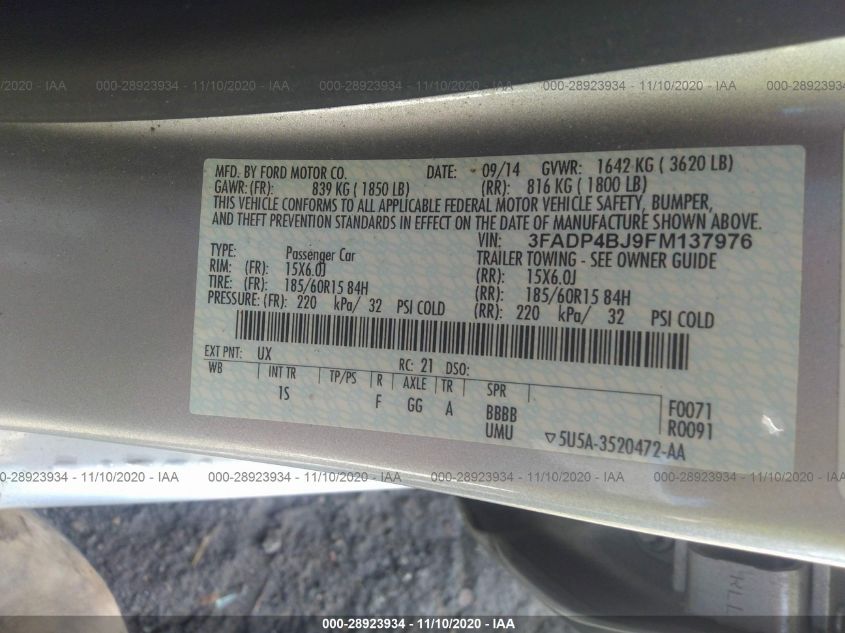 000-28923934 - 11/10/2020 - IAA 000-28923934 - 11/10/2020 - IAA 000-28923934 - 11/10/2020 - IAA 000-28923934 - 11/10/2020
MFD. BY FORD MOTOR CO. DATE: 09/14 GVWR: 1642 KG ( 3620 LB)
GAWR: (FR): 839 KG ( 1850 LB) (RR): 816 KG ( 1800 LB)
THIS VEHICLE CONFORMS TO ALL APPLICABLE FEDERAL MOTOR VEHICLE SAFETY, BUMPER,
AND THEFT PREVENTION STANDARDS IN EFFECT ON THE DATE OF MANUFACTURE SHOWN ABOVE.
VIN: 3FADP4BJ9FM137976
TYPE: Passenger Car TRAILER TOWING - SEE OWNER GUIDE
RIM: (FR): 15X6.0J (RR): 15X6.0J
TIRE: (FR): 185/60R15 84H (RR): 185/60R15 84H
PRESSURE: (FR): 220 kPa/ 32 PSI COLD (RR): 220 kPa/ 32 PSI COLD
EXT PNT: UX RC: 21 DSO:
WB INT TR TP/PS R AXLE TR SPR
1S F GG A BBBB F0071
UMU R0091
▽5U5A-3520472-AA
000-28923934 - 11/10/2020 - IAA 000-28923934 - 11/10/2020 - IAA 000-28923934 - 11/10/2020 - IAA 000-28923934 - 11/10/2020
000-28923934 - 11/10/2020 - IAA